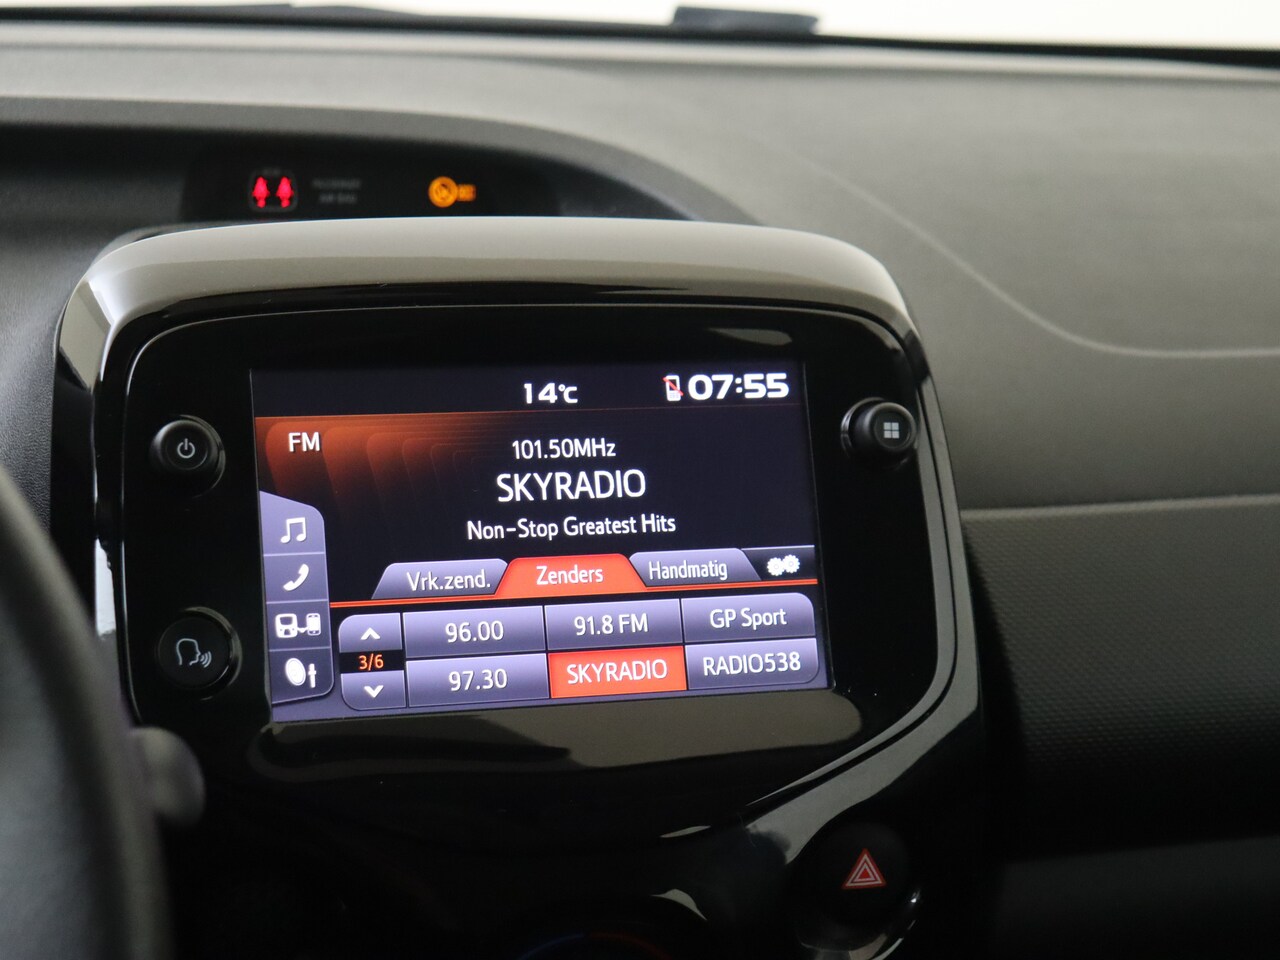 14°C
07:55
FM
101.50MHz
SKYRADIO
Non-Stop Greatest Hits
Vrk.zend.
Zenders
Handmatig
96.00
91.8 FM
GP Sport
3/6
97.30
SKYRADIO
RADIO538